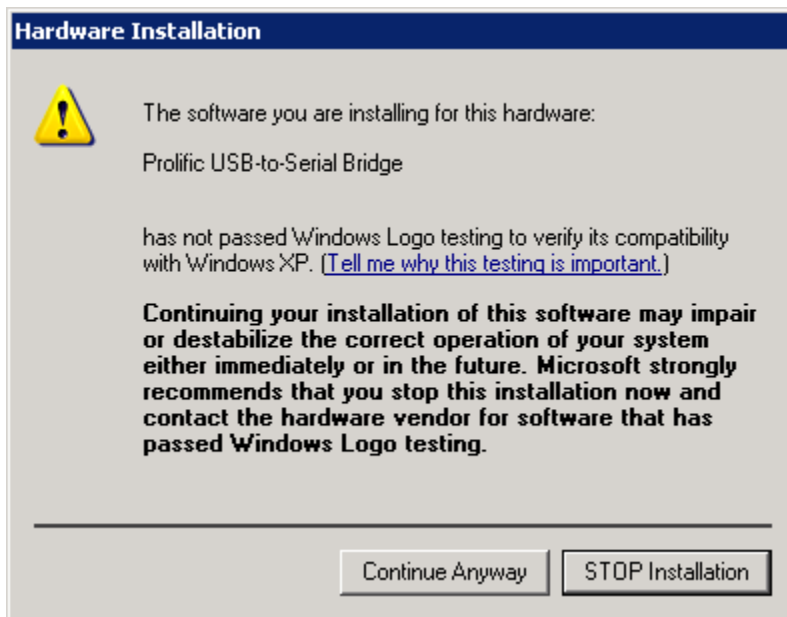 Hardware Installation
The software you are installing for this hardware:
Prolific USB-to-Serial Bridge
has not passed Windows Logo testing to verify its compatibility
with Windows XP. (Tell me why this testing is important.)
Continuing your installation of this software may impair
or destabilize the correct operation of your system
either immediately or in the future. Microsoft strongly
recommends that you stop this installation now and
contact the hardware vendor for software that has
passed Windows Logo testing.
Continue Anyway
STOP Installation